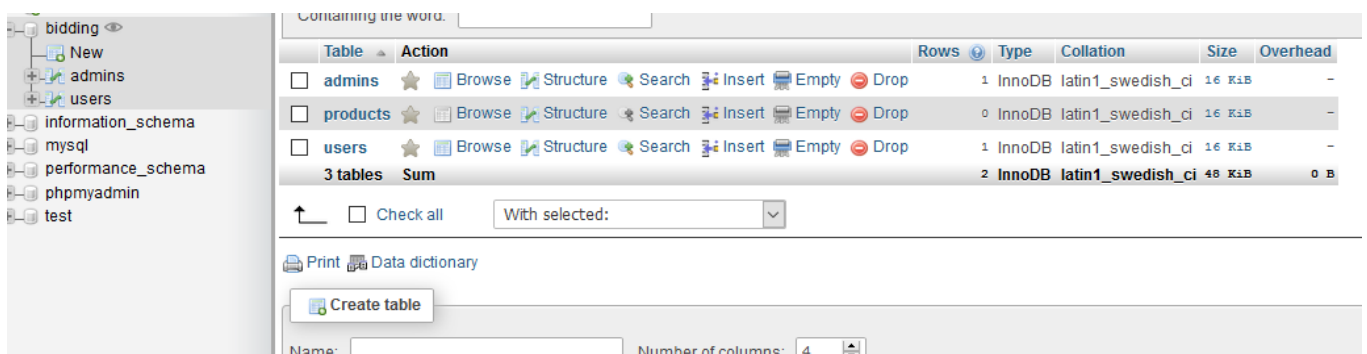 bidding
New
admins
users
information_schema
mysql
performance_schema
phpmyadmin
test
Containing the word:
Table Action Rows Type Collation Size Overhead
admins Browse Structure Search Insert Empty Drop 1 InnoDB latin1_swedish_ci 16 KiB -
products Browse Structure Search Insert Empty Drop 0 InnoDB latin1_swedish_ci 16 KiB -
users Browse Structure Search Insert Empty Drop 1 InnoDB latin1_swedish_ci 16 KiB -
3 tables Sum 2 InnoDB latin1_swedish_ci 48 KiB 0 B
Check all With selected:
Print Data dictionary
Create table
Name: Number of columns: 4